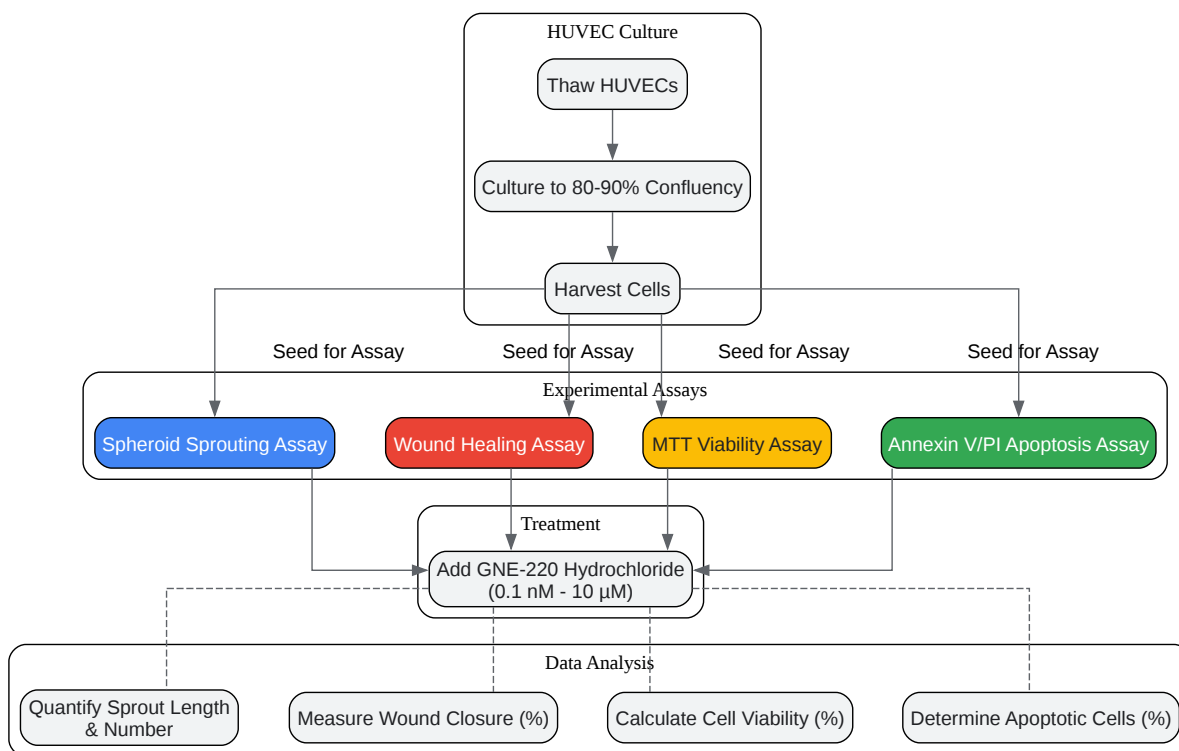 HUVEC Culture
Thaw HUVECs
Culture to 80-90% Confluency
Harvest Cells
Seed for Assay
Seed for Assay
Seed for Assay
Seed for Assay
Experimental Assays
Spheroid Sprouting Assay
Wound Healing Assay
MTT Viability Assay
Annexin V/PI Apoptosis Assay
Treatment
Add GNE-220 Hydrochloride
(0.1 nM - 10 µM)
Data Analysis
Quantify Sprout Length
& Number
Measure Wound Closure (%)
Calculate Cell Viability (%)
Determine Apoptotic Cells (%)